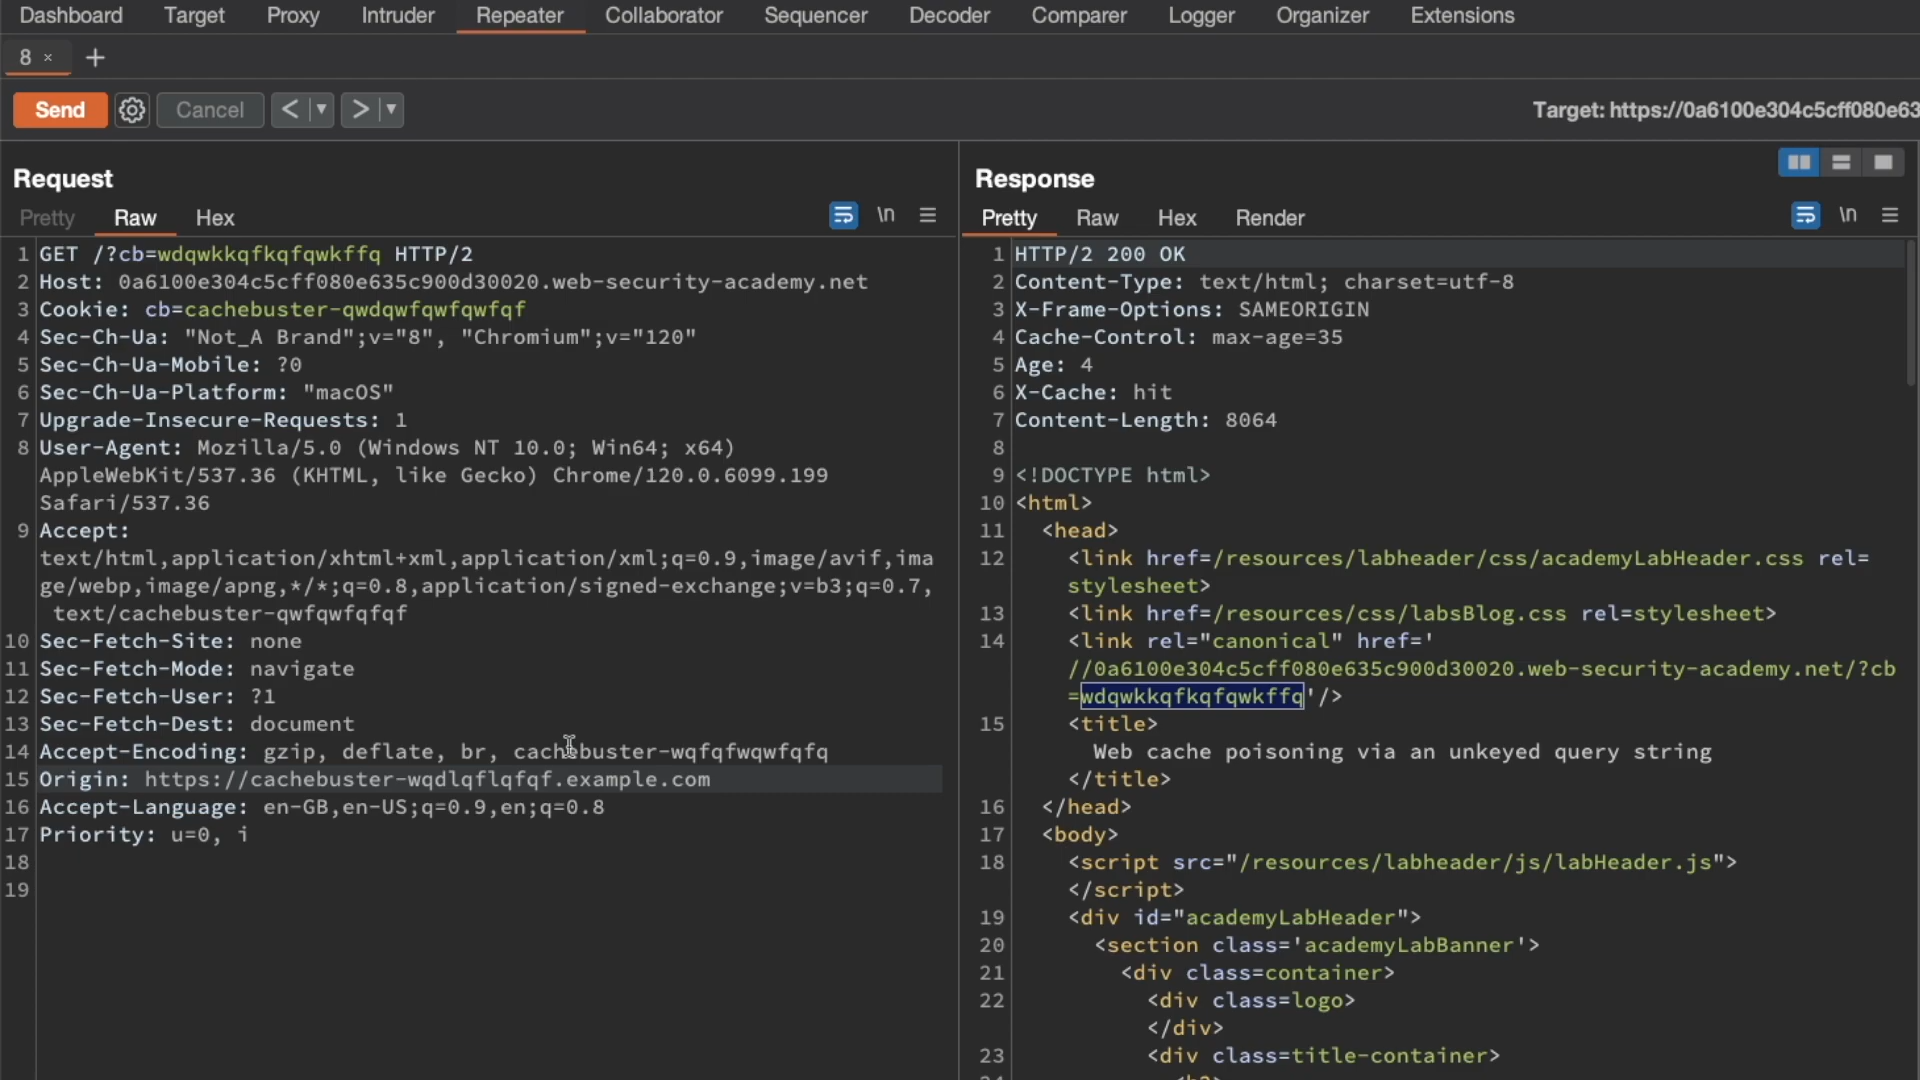 Dashboard Target Proxy Intruder Repeater Collaborator Sequencer Decoder Comparer Logger Organizer Extensions
8 × +
Send Cancel < ▾ > ▾ Target: https://0a6100e304c5cff080e63
Request
Pretty Raw Hex \n
1 GET /?cb=wdqwkkqfkqfqwkffq HTTP/2
2 Host: 0a6100e304c5cff080e635c900d30020.web-security-academy.net
3 Cookie: cb=cachebuster-qwdqwfqwfqwfqf
4 Sec-Ch-Ua: "Not_A Brand";v="8", "Chromium";v="120"
5 Sec-Ch-Ua-Mobile: ?0
6 Sec-Ch-Ua-Platform: "macOS"
7 Upgrade-Insecure-Requests: 1
8 User-Agent: Mozilla/5.0 (Windows NT 10.0; Win64; x64)
AppleWebKit/537.36 (KHTML, like Gecko) Chrome/120.0.6099.199
Safari/537.36
9 Accept:
text/html,application/xhtml+xml,application/xml;q=0.9,image/avif,ima
ge/webp,image/apng,*/*;q=0.8,application/signed-exchange;v=b3;q=0.7,
text/cachebuster-qwfqwfqfqf
10 Sec-Fetch-Site: none
11 Sec-Fetch-Mode: navigate
12 Sec-Fetch-User: ?1
13 Sec-Fetch-Dest: document
14 Accept-Encoding: gzip, deflate, br, cachebuster-wqfqfwqwfqfq
15 Origin: https://cachebuster-wqdlqflqfqf.example.com
16 Accept-Language: en-GB,en-US;q=0.9,en;q=0.8
17 Priority: u=0, i
18
19
Response
Pretty Raw Hex Render \n
1 HTTP/2 200 OK
2 Content-Type: text/html; charset=utf-8
3 X-Frame-Options: SAMEORIGIN
4 Cache-Control: max-age=35
5 Age: 4
6 X-Cache: hit
7 Content-Length: 8064
8
9 <!DOCTYPE html>
10 <html>
11 <head>
12 <link href=/resources/labheader/css/academyLabHeader.css rel=
stylesheet>
13 <link href=/resources/css/labsBlog.css rel=stylesheet>
14 <link rel="canonical" href='
//0a6100e304c5cff080e635c900d30020.web-security-academy.net/?cb
=wdqwkkqfkqfqwkffq'/>
15 <title>
Web cache poisoning via an unkeyed query string
</title>
16 </head>
17 <body>
18 <script src="/resources/labheader/js/labHeader.js">
</script>
19 <div id="academyLabHeader">
20 <section class='academyLabBanner'>
21 <div class=container>
22 <div class=logo>
</div>
23 <div class=title-container>